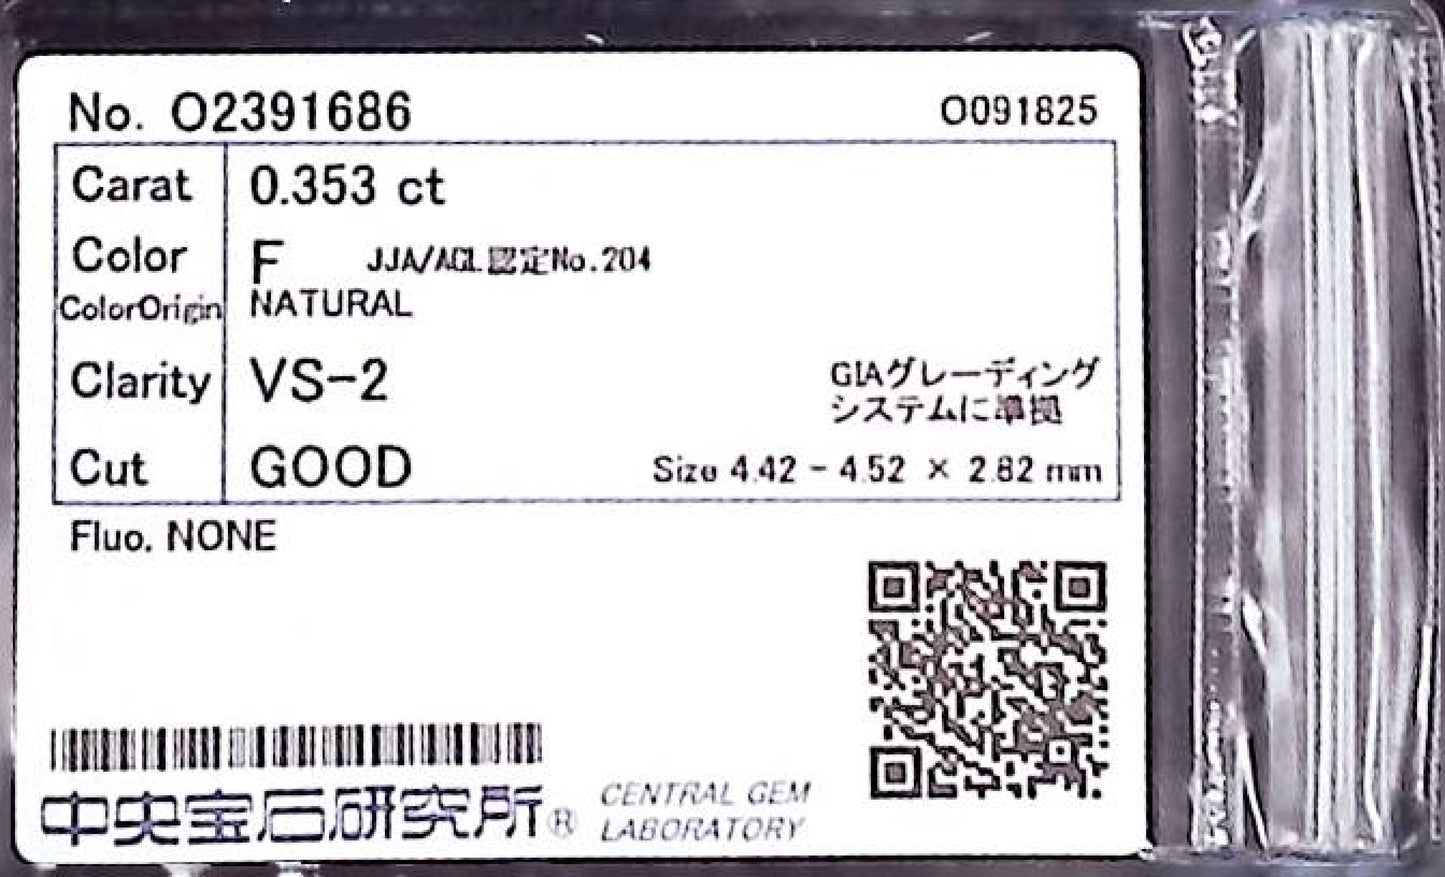 No. O2391686 O091825
Carat 0.353 ct
Color F JJA/AGL認定No.204
ColorOrigin NATURAL
Clarity VS-2 GIAグレーディング
システムに準拠
Cut GOOD Size 4.42 - 4.52 × 2.82 mm
Fluo. NONE
中央宝石研究所® CENTRAL GEM
LABORATORY